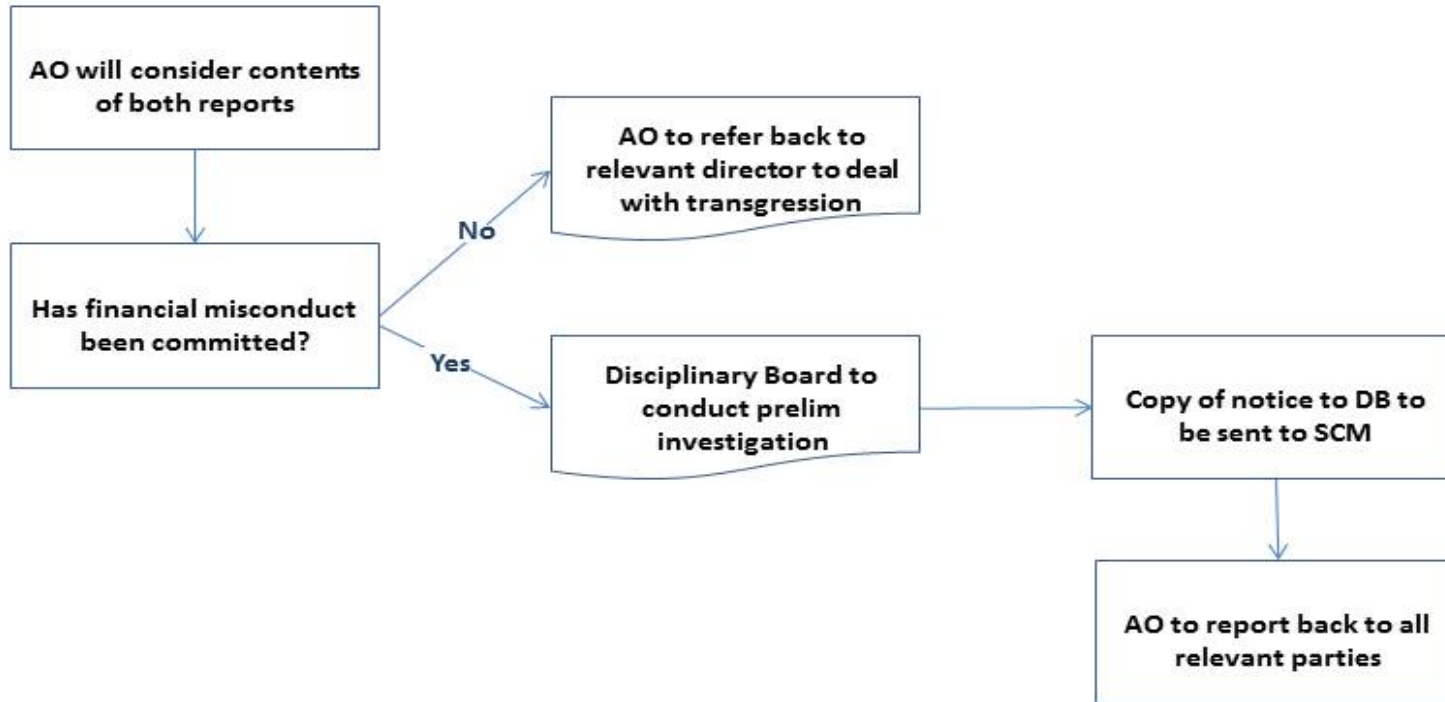 AO will consider contents
of both reports
Has financial misconduct
been committed?
No
AO to refer back to
relevant director to deal
with transgression
Yes
Disciplinary Board to
conduct prelim
investigation
Copy of notice to DB to
be sent to SCM
AO to report back to all
relevant parties